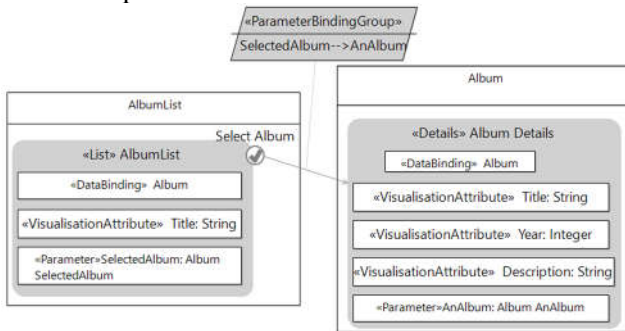 «ParameterBindingGroup»
SelectedAlbum-->AnAlbum
AlbumList
Select Album
«List» AlbumList
«DataBinding» Album
«VisualisationAttribute» Title: String
«Parameter»SelectedAlbum: Album
SelectedAlbum
Album
«Details» Album Details
«DataBinding» Album
«VisualisationAttribute» Title: String
«VisualisationAttribute» Year: Integer
«VisualisationAttribute» Description: String
«Parameter»AnAlbum: Album AnAlbum